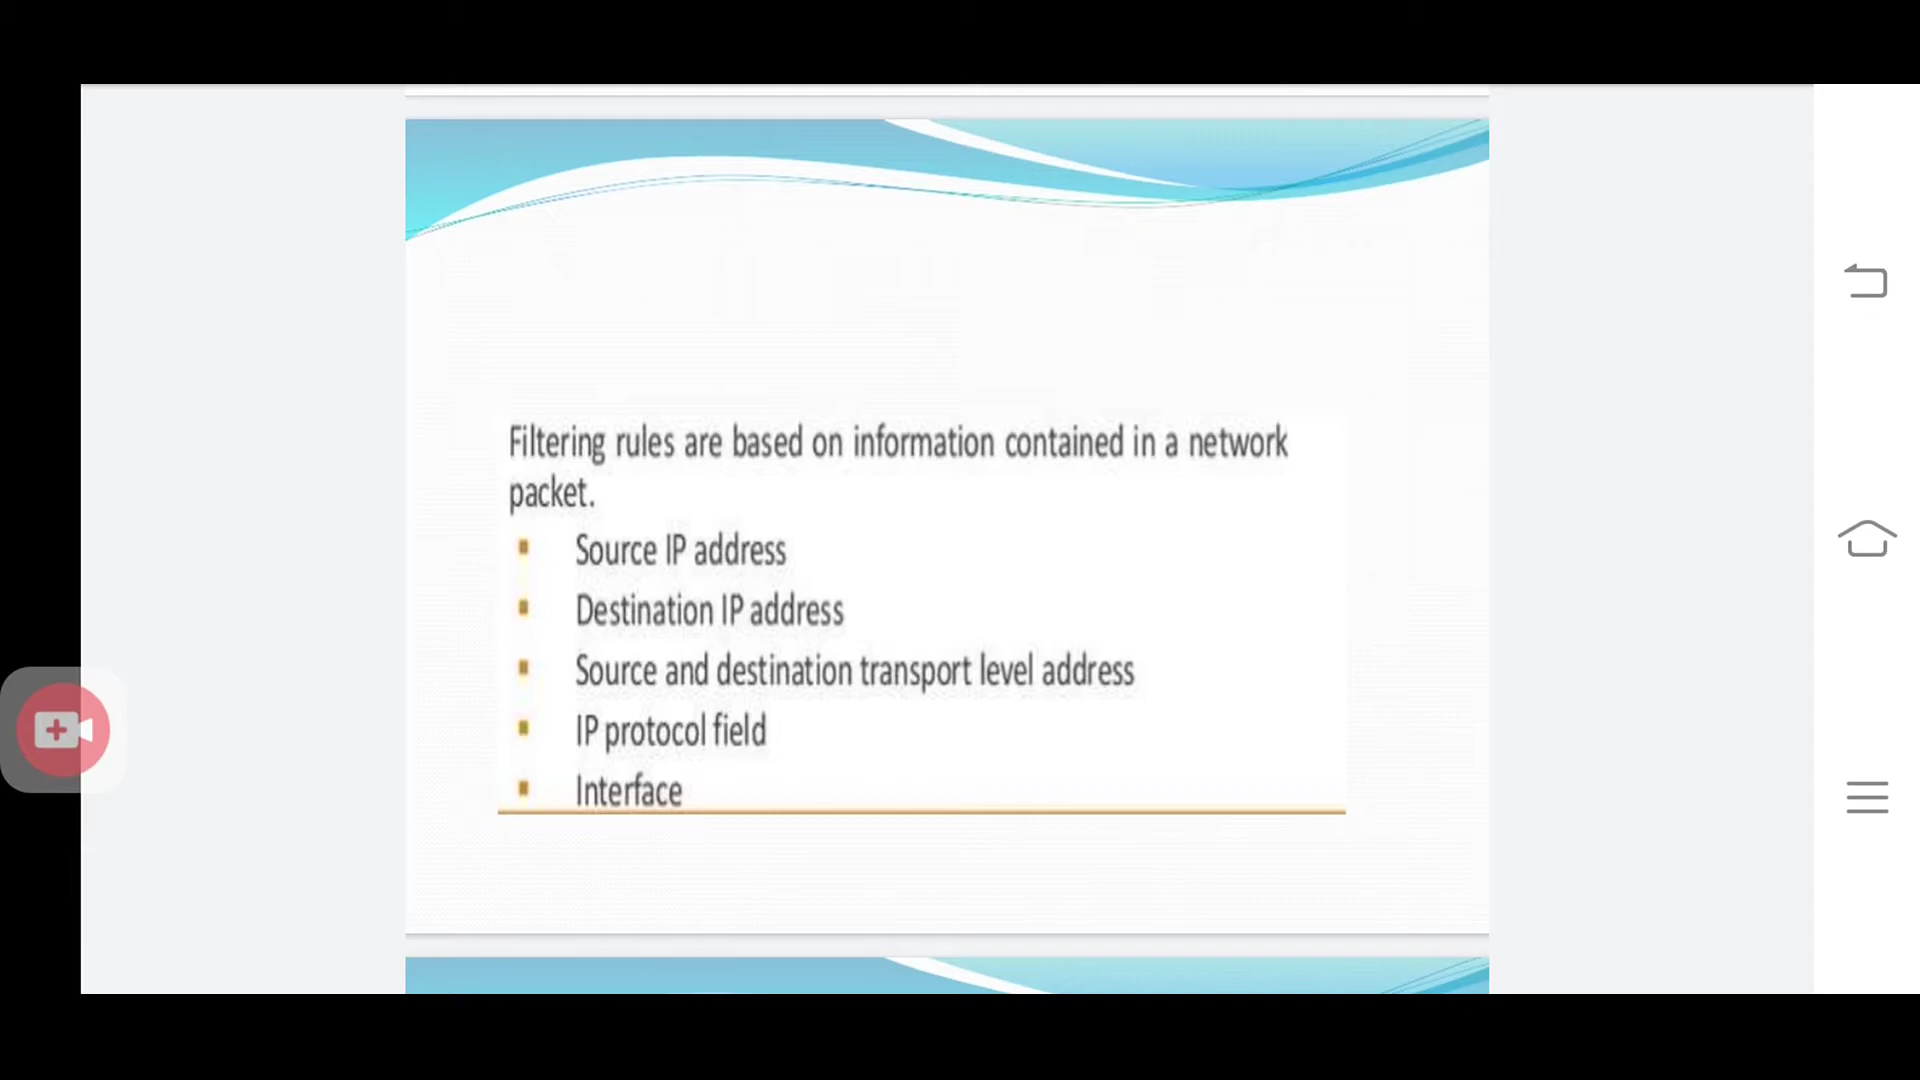 Filtering rules are based on information contained in a network
packet.
▪ Source IP address
▪ Destination IP address
▪ Source and destination transport level address
▪ IP protocol field
▪ Interface